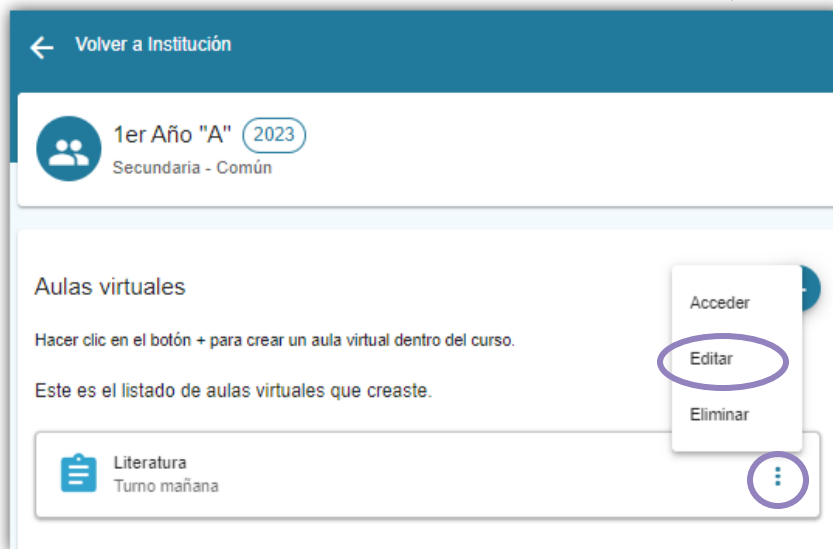 Volver a Institución
1er Año "A" 2023
Secundaria - Común
Aulas virtuales
Hacer clic en el botón + para crear un aula virtual dentro del curso.
Este es el listado de aulas virtuales que creaste.
Acceder
Editar
Eliminar
Literatura
Turno mañana